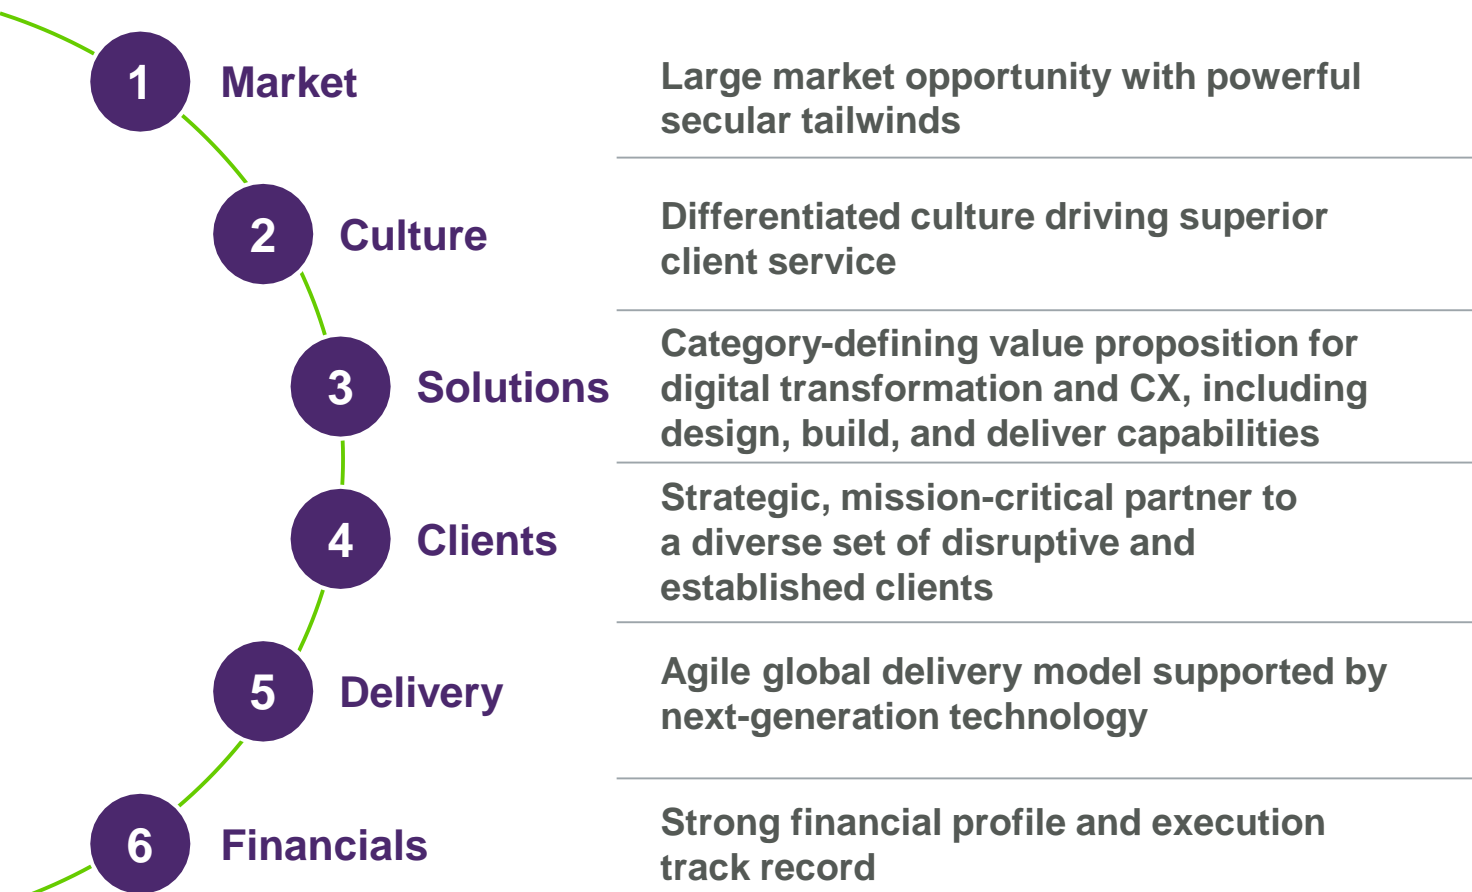 1
Market
Large market opportunity with powerful
secular tailwinds
2
Culture
Differentiated culture driving superior
client service
3
Solutions
Category-defining value proposition for
digital transformation and CX, including
design, build, and deliver capabilities
4
Clients
Strategic, mission-critical partner to
a diverse set of disruptive and
established clients
5
Delivery
Agile global delivery model supported by
next-generation technology
6
Financials
Strong financial profile and execution
track record